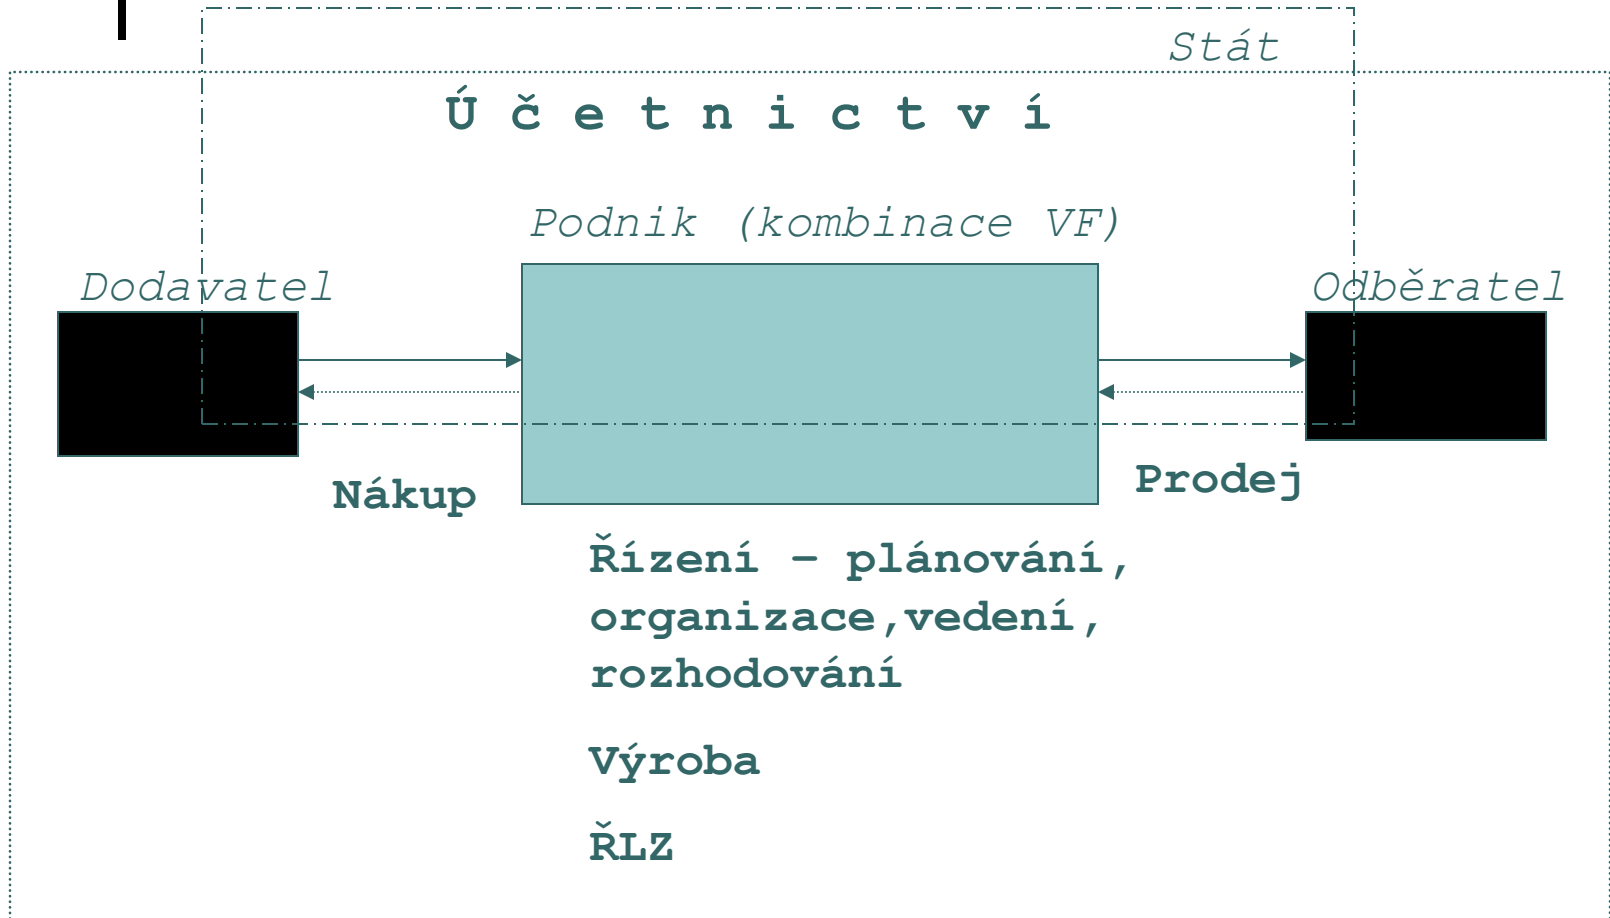 Stát
Ú č e t n i c t v í
Podnik (kombinace VF)
Dodavatel
Odběratel
Nákup
Prodej
Řízení – plánování,
organizace,vedení,
rozhodování
Výroba
ŘLZ